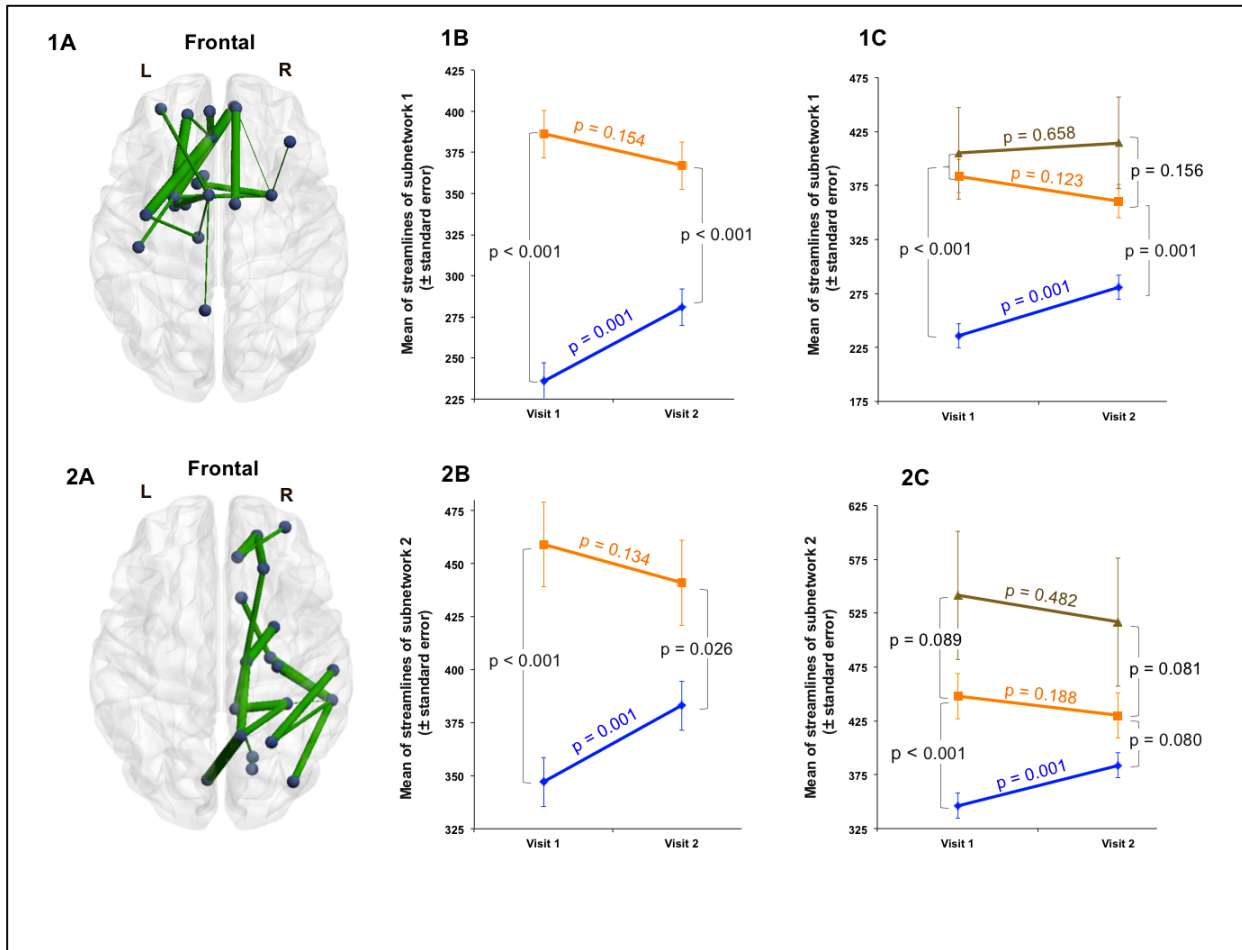 1A
Frontal
L
R
1B
Mean of streamlines of subnetwork 1
(± standard error)
425
400
375
350
325
300
275
250
225
p = 0.154
p < 0.001
p < 0.001
p = 0.001
Visit 1
Visit 2
1C
Mean of streamlines of subnetwork 1
(± standard error)
475
425
375
325
275
225
175
p = 0.658
p = 0.123
p = 0.156
p < 0.001
p = 0.001
p = 0.001
Visit 1
Visit 2
2A
Frontal
L
R
2B
Mean of streamlines of subnetwork 2
(± standard error)
475
450
425
400
375
350
325
p = 0.134
p < 0.001
p = 0.026
p = 0.001
Visit 1
Visit 2
2C
Mean of streamlines of subnetwork 2
(± standard error)
625
575
525
475
425
375
325
p = 0.482
p = 0.089
p = 0.081
p = 0.188
p < 0.001
p = 0.080
p = 0.001
Visit 1
Visit 2